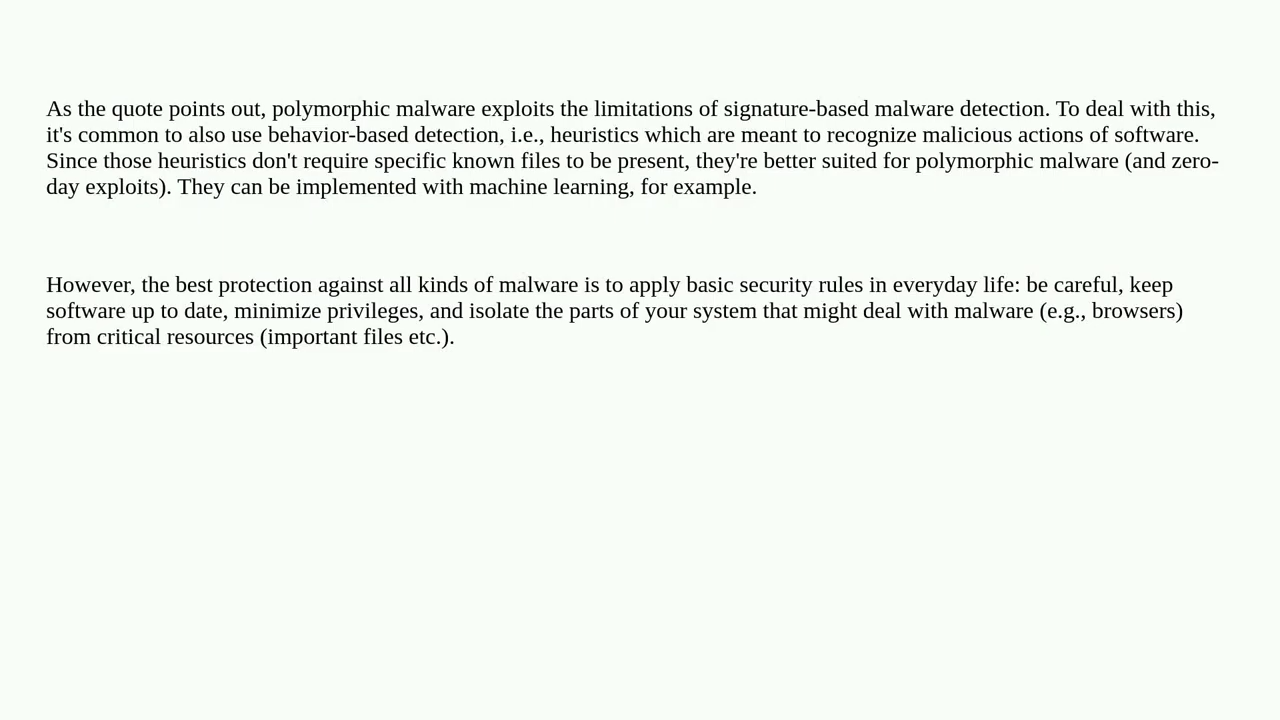 As the quote points out, polymorphic malware exploits the limitations of signature-based malware detection. To deal with this,
it's common to also use behavior-based detection, i.e., heuristics which are meant to recognize malicious actions of software.
Since those heuristics don't require specific known files to be present, they're better suited for polymorphic malware (and zero-
day exploits). They can be implemented with machine learning, for example.
However, the best protection against all kinds of malware is to apply basic security rules in everyday life: be careful, keep
software up to date, minimize privileges, and isolate the parts of your system that might deal with malware (e.g., browsers)
from critical resources (important files etc.).